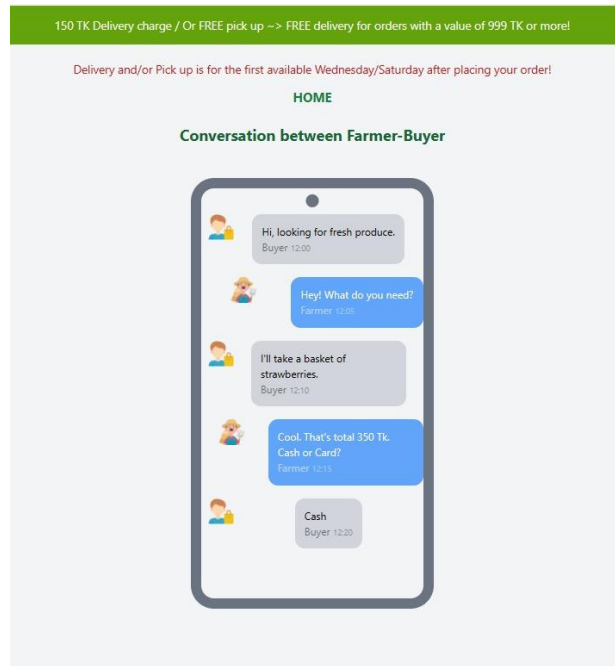 150 TK Delivery charge / Or FREE pick up ~> FREE delivery for orders with a value of 999 TK or more!
Delivery and/or Pick up is for the first available Wednesday/Saturday after placing your order!
HOME
Conversation between Farmer-Buyer
Hi, looking for fresh produce.
Buyer 12:00
Hey! What do you need?
Farmer 12:05
I'll take a basket of
strawberries.
Buyer 12:10
Cool. That's total 350 Tk.
Cash or Card?
Farmer 12:15
Cash
Buyer 12:20